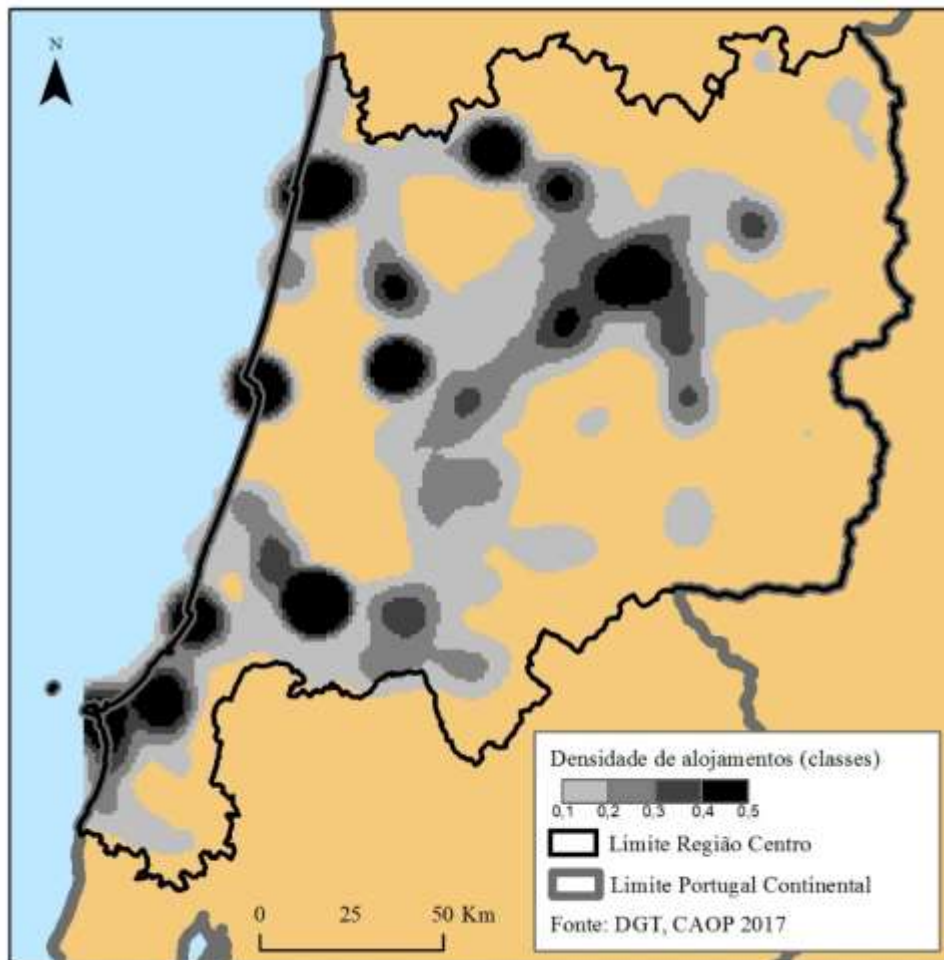 N
Densidade de alojamentos (classes)
0,1 0,2 0,3 0,4 0,5
Limite Região Centro
Limite Portugal Continental
Fonte: DGT, CAOP 2017
0 25 50 Km